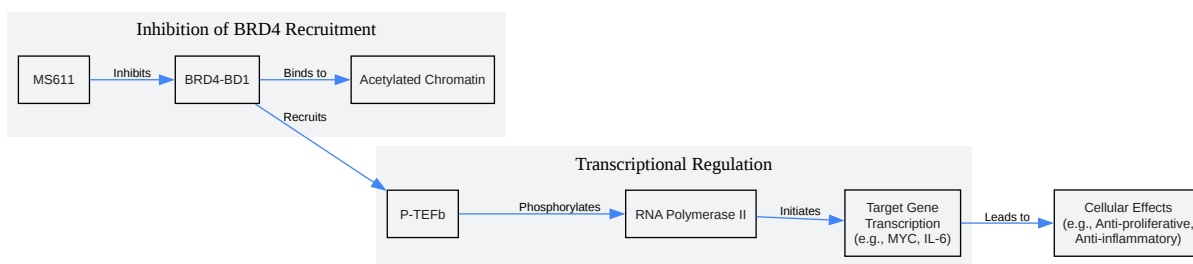 Inhibition of BRD4 Recruitment
MS611
Inhibits
BRD4-BD1
Binds to
Acetylated Chromatin
Recruits
Transcriptional Regulation
P-TEFb
Phosphorylates
RNA Polymerase II
Initiates
Target Gene
Transcription
(e.g., MYC, IL-6)
Leads to
Cellular Effects
(e.g., Anti-proliferative,
Anti-inflammatory)